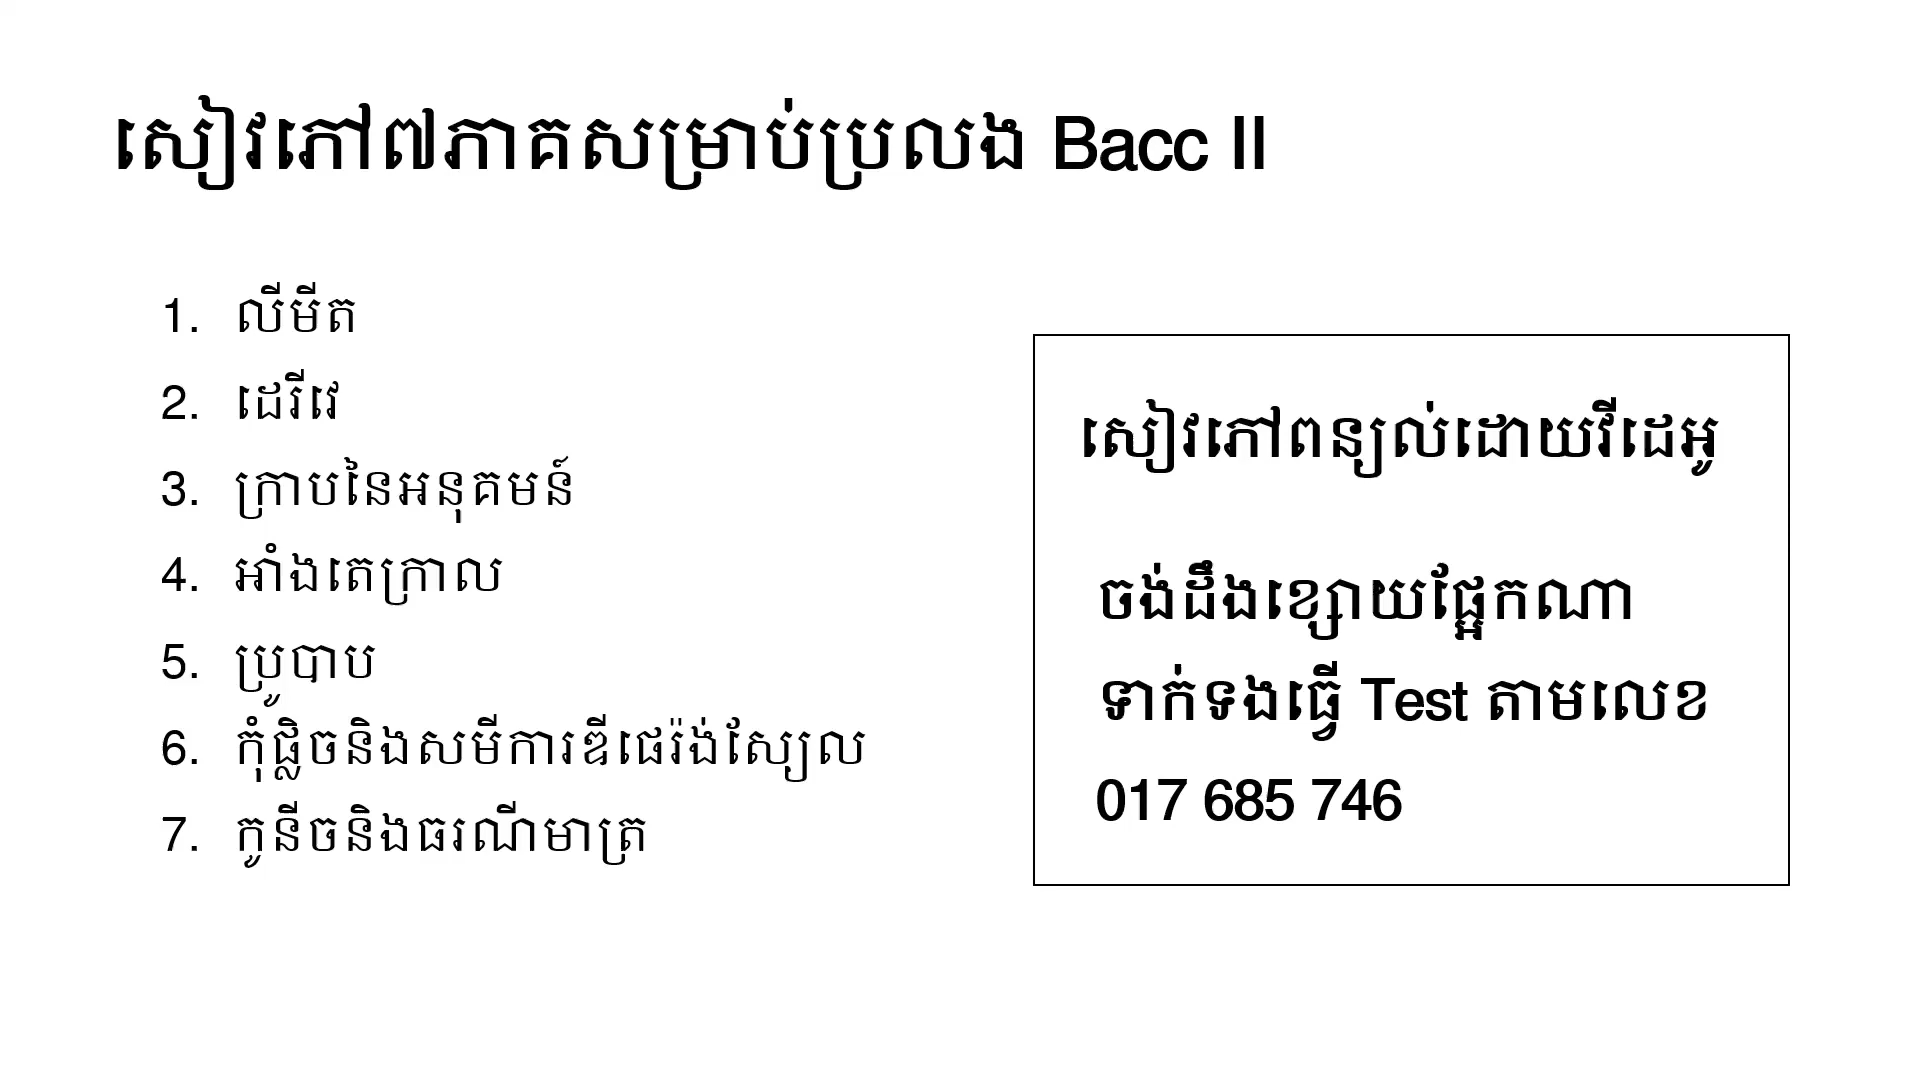 សៀវភៅ៧ភាគសម្រាប់ប្រលង Bacc II
1. លីមីត
2. ដេរីវេ
3. ក្រាបនៃអនុគមន៍
4. អាំងតេក្រាល
5. ប្រូបាប
6. កុំផ្លិចនិងសមីការឌីផេរ៉ង់ស្យែល
7. កូនីចនិងធរណីមាត្រ
សៀវភៅពន្យល់ដោយវីដេអូ
ចង់ដឹងខ្សោយផ្អែកណា
ទាក់ទងធ្វើ Test តាមលេខ
017 685 746